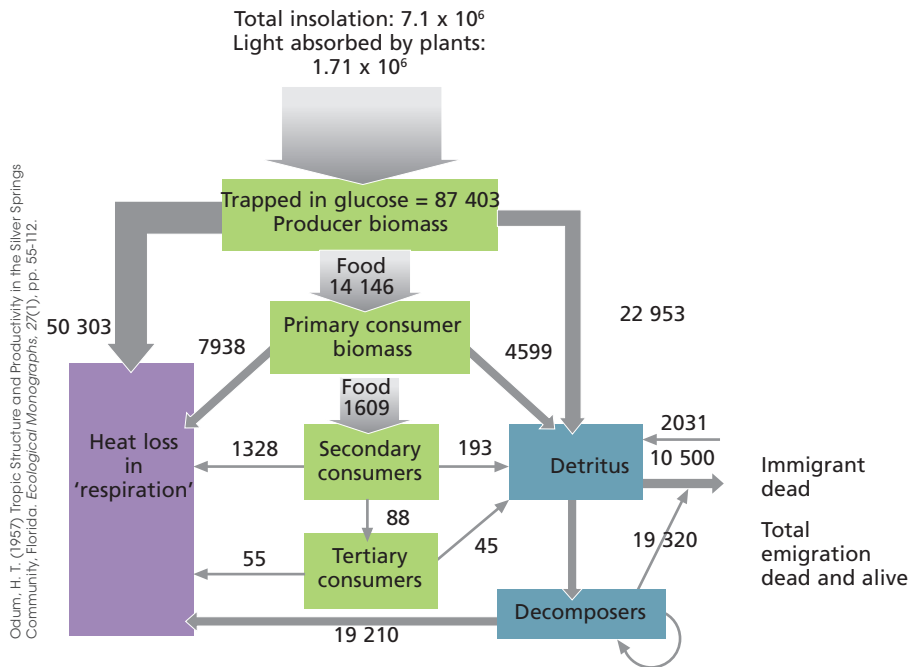 Total insolation: 7.1 x 10⁶
Light absorbed by plants:
1.71 x 10⁶
Trapped in glucose = 87 403
Producer biomass
Food
14 146
50 303
22 953
Primary consumer
biomass
7938
4599
Food
1609
Heat loss
in
‘respiration’
1328
Secondary
consumers
193
Detritus
2031
10 500
Immigrant
dead
88
55
Tertiary
consumers
45
19 320
Total
emigration
dead and alive
Decomposers
19 210
Odum, H. T. (1957) Tropic Structure and Productivity in the Silver Springs
Community, Florida. Ecological Monographs, 27(1), pp. 55-112.